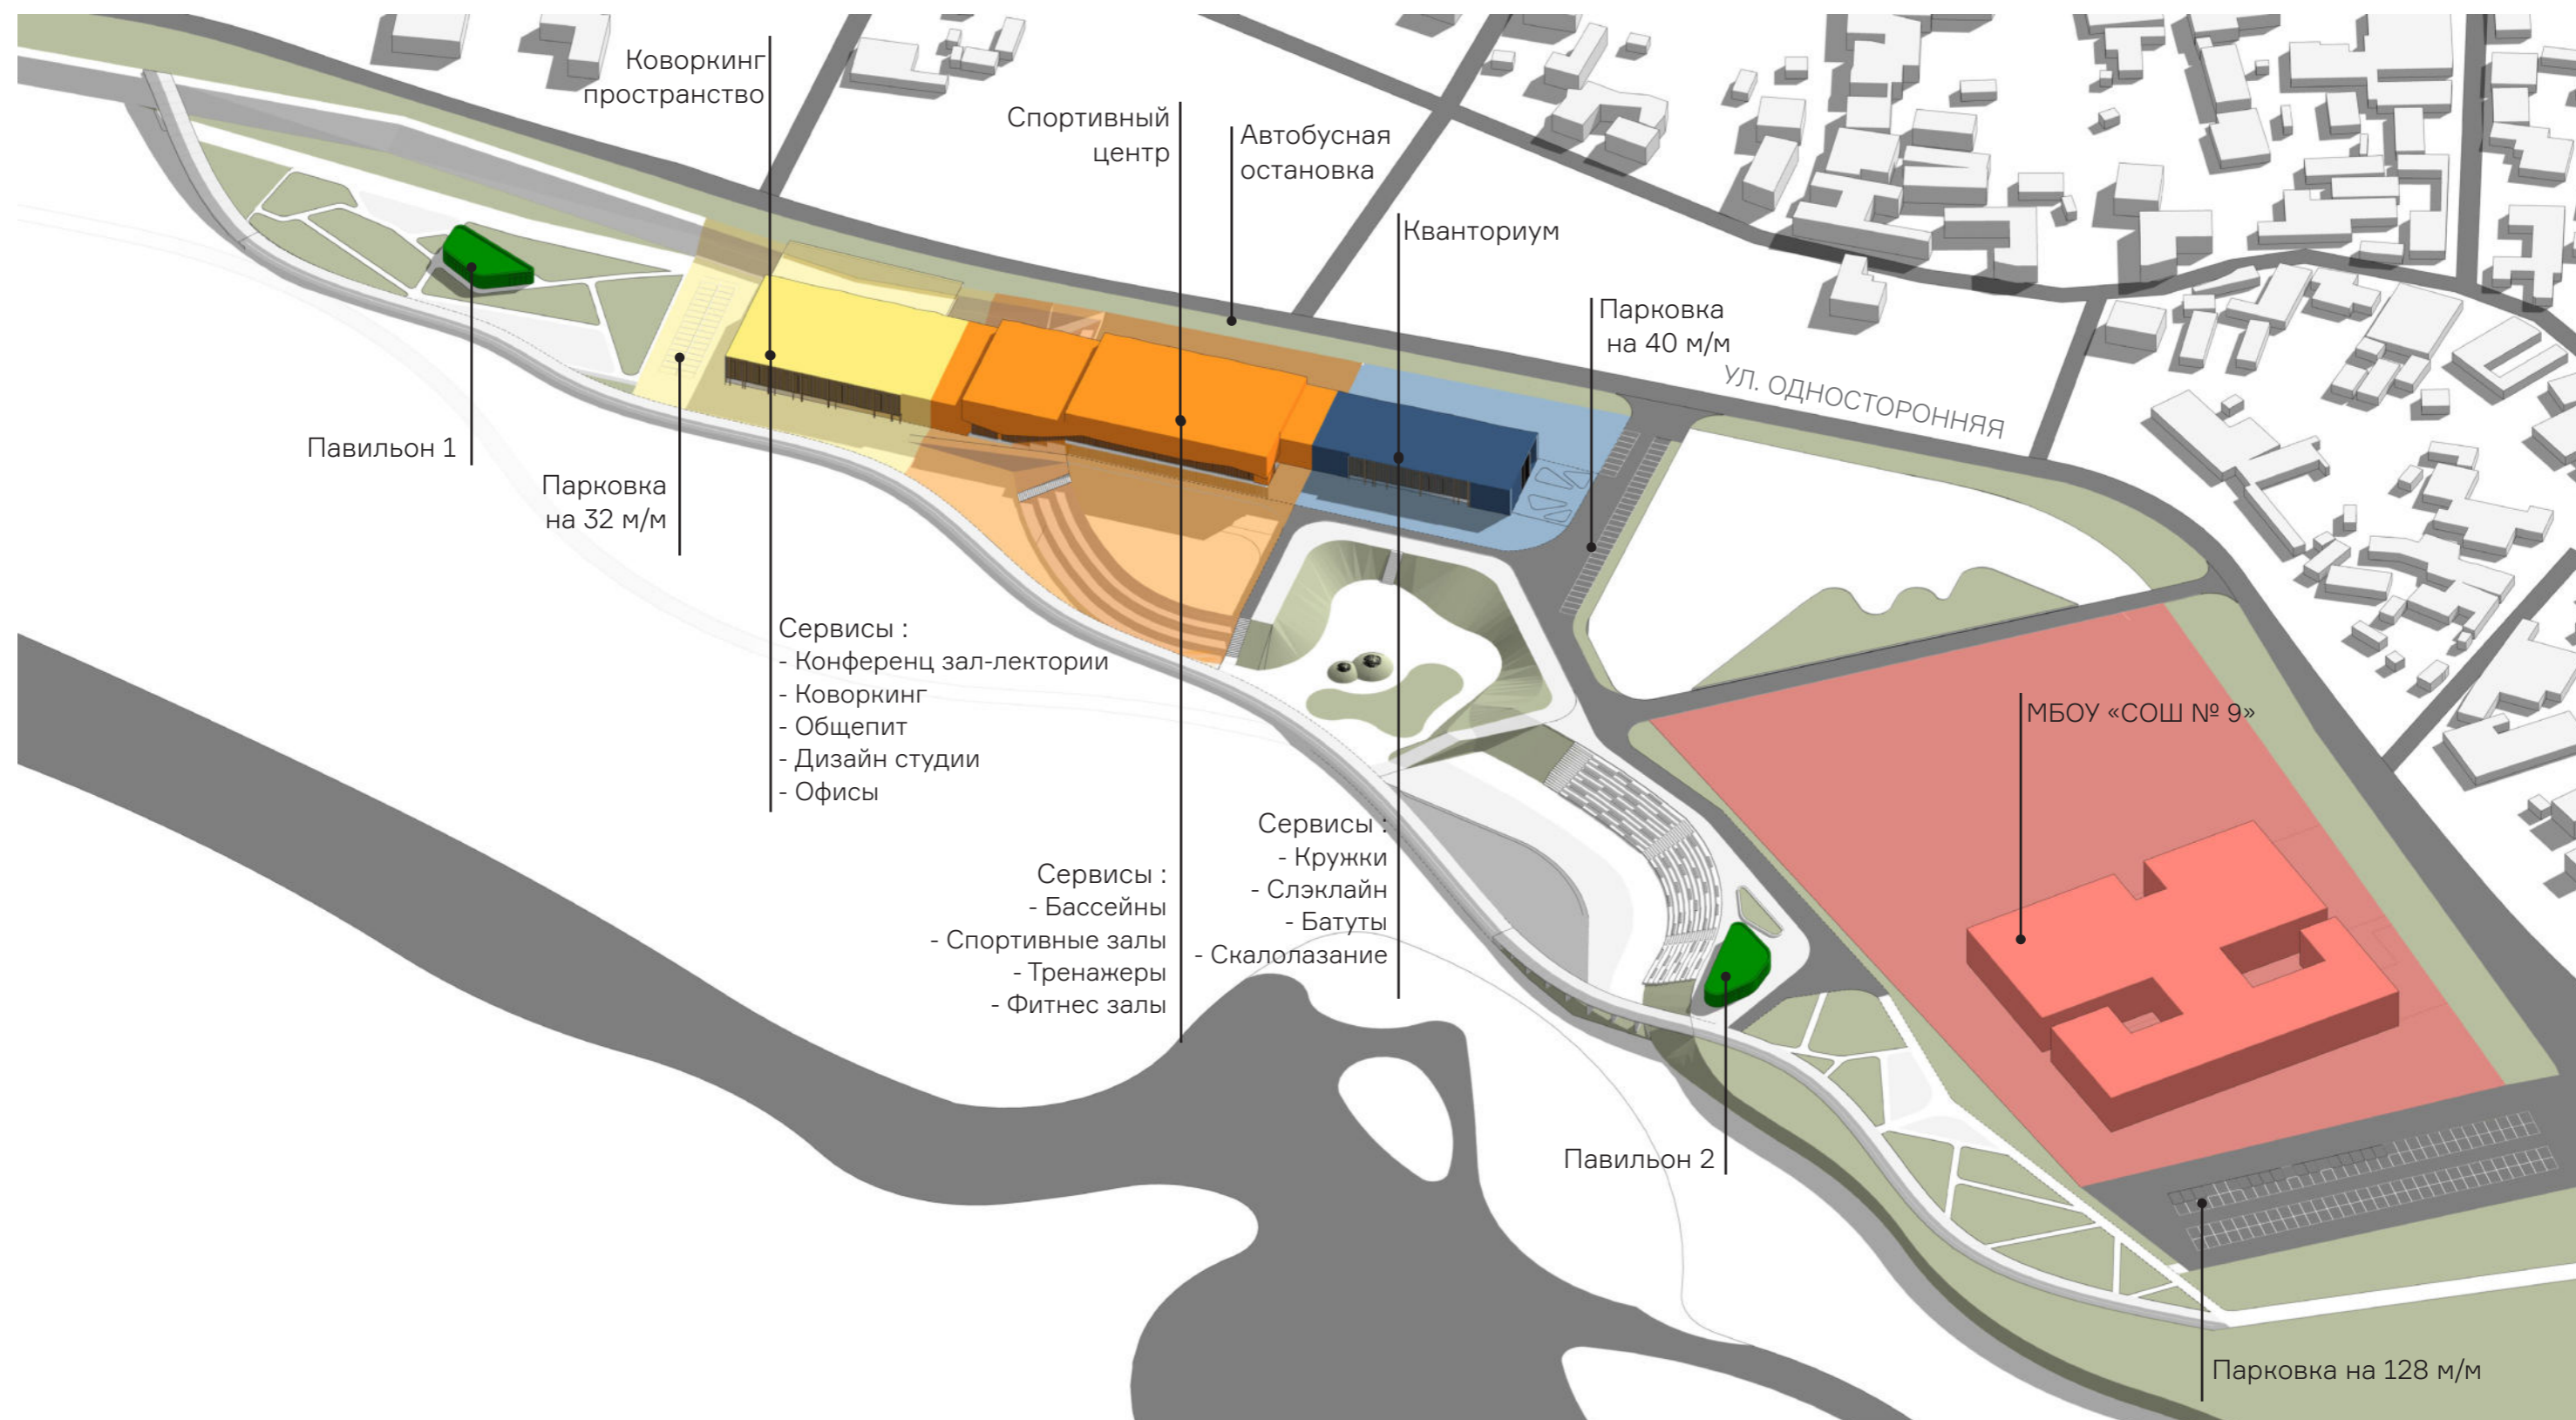 Коворкинг
пространство
Спортивный
центр
Автобусная
остановка
Кванториум
Парковка
на 40 м/м
УЛ. ОДНОСТОРОННЯЯ
Павильон 1
Парковка
на 32 м/м
Сервисы :
- Конференц зал-лектории
- Коворкинг
- Общепит
- Дизайн студии
- Офисы
МБОУ «СОШ № 9»
Сервисы :
- Бассейны
- Спортивные залы
- Тренажеры
- Фитнес залы
Сервисы :
- Кружки
- Слэклайн
- Батуты
- Скалолазание
Павильон 2
Парковка на 128 м/м